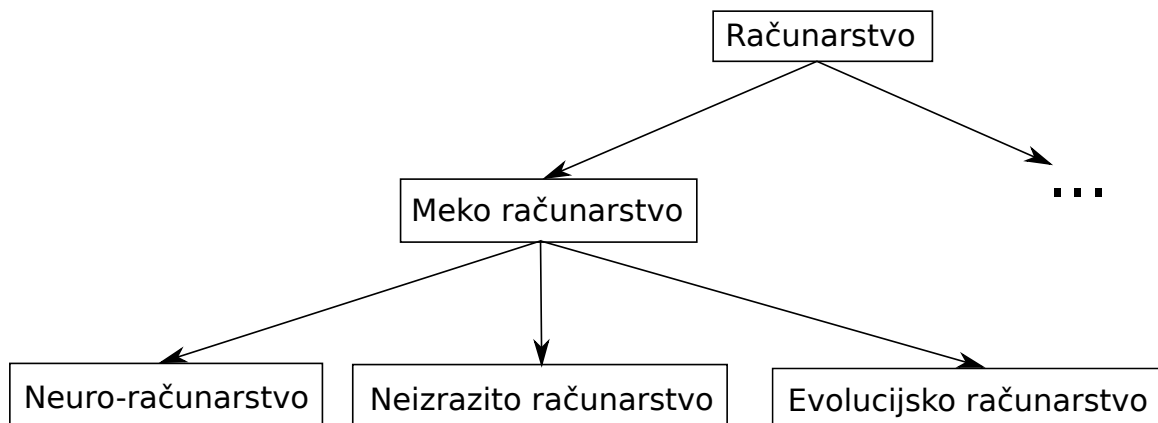 Računarstvo
...
Meko računarstvo
Neuro-računarstvo
Neizrazito računarstvo
Evolucijsko računarstvo